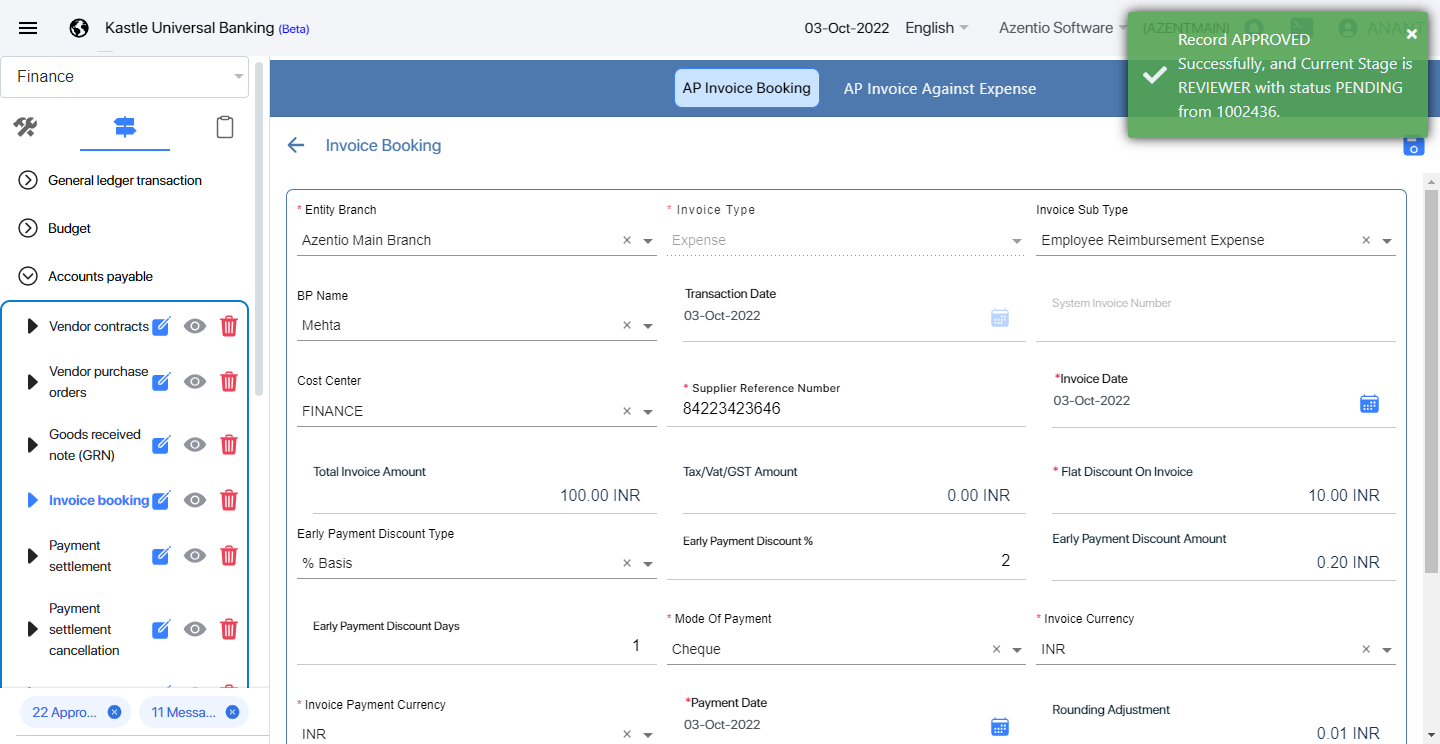 Kastle Universal Banking (Beta)
03-Oct-2022
English
Azentio Software
(AZENTMAIN)
ANANT
Record APPROVED
Successfully, and Current Stage is
REVIEWER with status PENDING
from 1002436.
Finance
AP Invoice Booking
AP Invoice Against Expense
Invoice Booking
General ledger transaction
Budget
Accounts payable
Vendor contracts
Vendor purchase
orders
Goods received
note (GRN)
Invoice booking
Payment
settlement
Payment
settlement
cancellation
22 Appro...
11 Messa...
* Entity Branch
Azentio Main Branch
* Invoice Type
Expense
Invoice Sub Type
Employee Reimbursement Expense
BP Name
Mehta
Transaction Date
03-Oct-2022
System Invoice Number
Cost Center
FINANCE
* Supplier Reference Number
84223423646
*Invoice Date
03-Oct-2022
Total Invoice Amount
100.00 INR
Tax/Vat/GST Amount
0.00 INR
* Flat Discount On Invoice
10.00 INR
Early Payment Discount Type
% Basis
Early Payment Discount %
2
Early Payment Discount Amount
0.20 INR
Early Payment Discount Days
1
* Mode Of Payment
Cheque
* Invoice Currency
INR
* Invoice Payment Currency
INR
*Payment Date
03-Oct-2022
Rounding Adjustment
0.01 INR